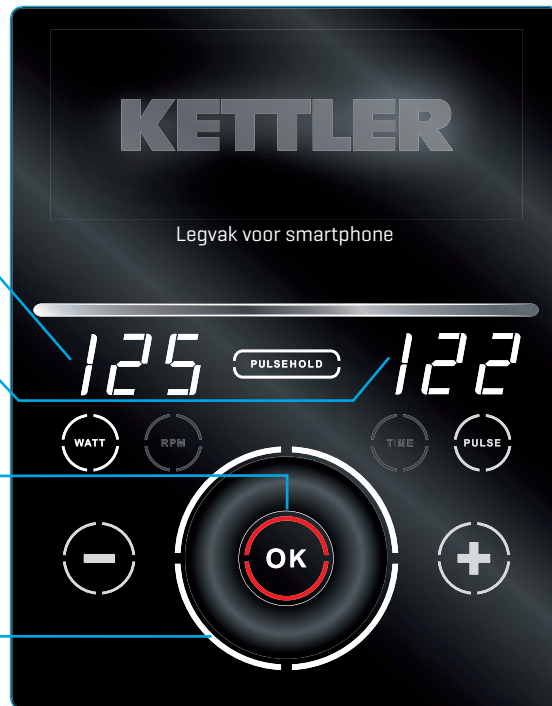 KETTLER
Legvak voor smartphone
125 PULSEHOLD 122
WATT RPM TIME PULSE
OK